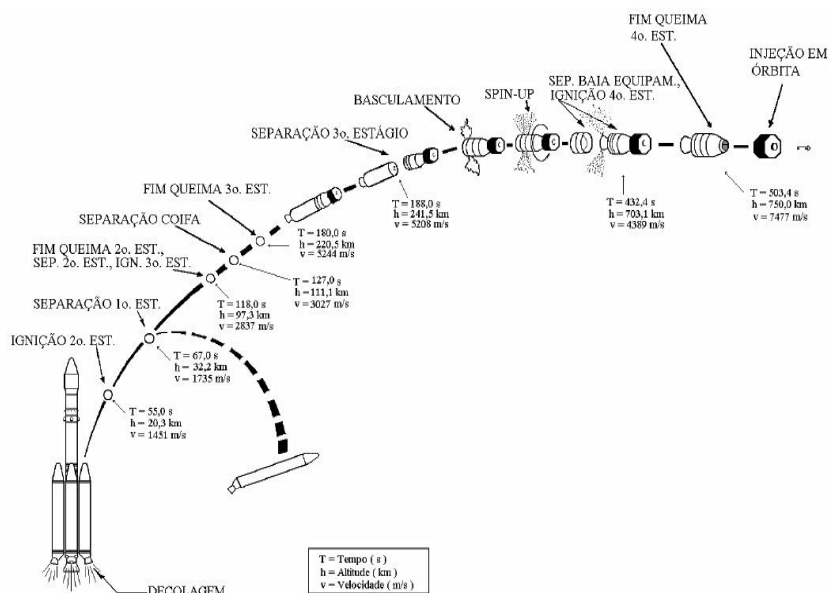 FIM QUEIMA
4o. EST.
INJEÇÃO EM
ÓRBITA
SEP. BAIA EQUIPAM.,
IGNIÇÃO 4o. EST.
SPIN-UP
BASCULAMENTO
SEPARAÇÃO 3o. ESTÁGIO
FIM QUEIMA 3o. EST.
SEPARAÇÃO COIFA
FIM QUEIMA 2o. EST.,
SEP. 2o. EST., IGN. 3o. EST.
SEPARAÇÃO 1o. EST.
IGNIÇÃO 2o. EST.
T = 503,4 s
h = 750,0 km
v = 7477 m/s
T = 432,4 s
h = 703,1 km
v = 4389 m/s
T = 188,0 s
h = 241,5 km
v = 5208 m/s
T = 180,0 s
h = 220,5 km
v = 5244 m/s
T = 127,0 s
h = 111,1 km
v = 3027 m/s
T = 118,0 s
h = 97,3 km
v = 2837 m/s
T = 67,0 s
h = 32,2 km
v = 1735 m/s
T = 55,0 s
h = 20,3 km
v = 1451 m/s
T = Tempo ( s )
h = Altitude ( km )
v = Velocidade ( m/s )
DECOLAGEM